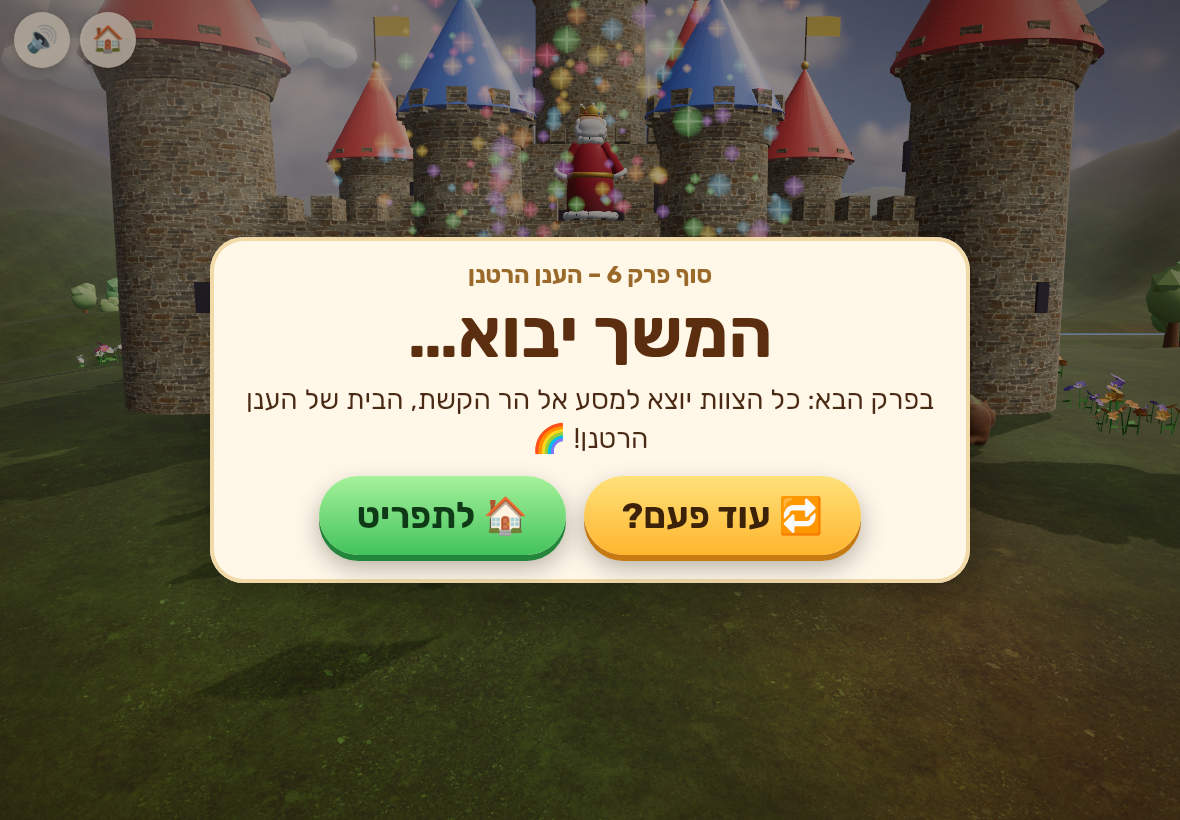 סוף פרק 6 – הענן הרטנן
המשך יבוא...
בפרק הבא: כל הצוות יוצא למסע אל הר הקשת, הבית של הענן
הרטנן! 🌈
🔁 עוד פעם?
🏠 לתפריט